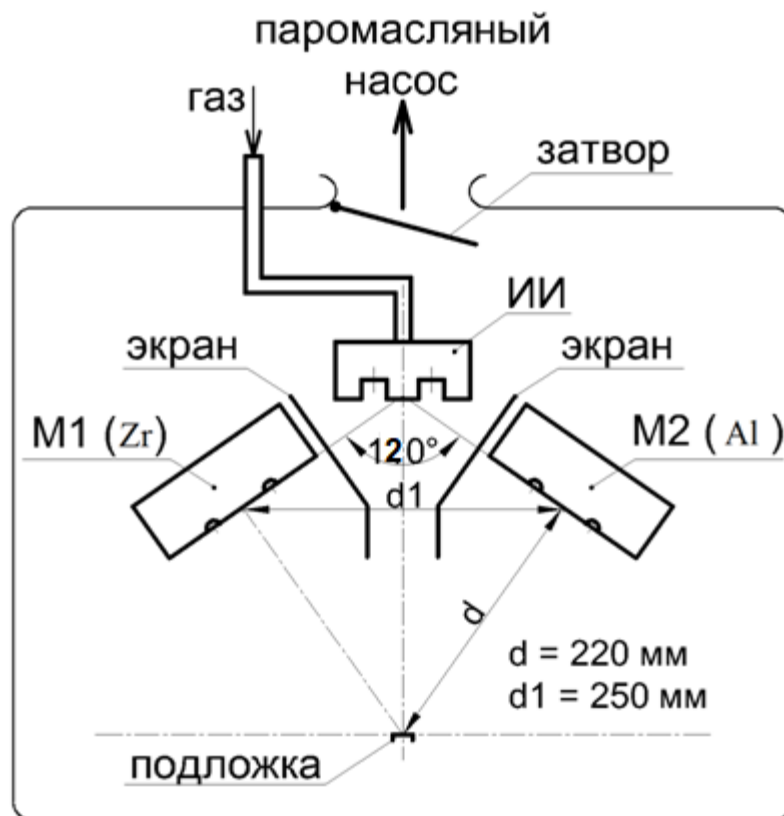 паромасляный
насос
газ
затвор
ИИ
экран
экран
М1 (Zr)
М2 ( Al )
120°
d1
d
d = 220 мм
d1 = 250 мм
подложка